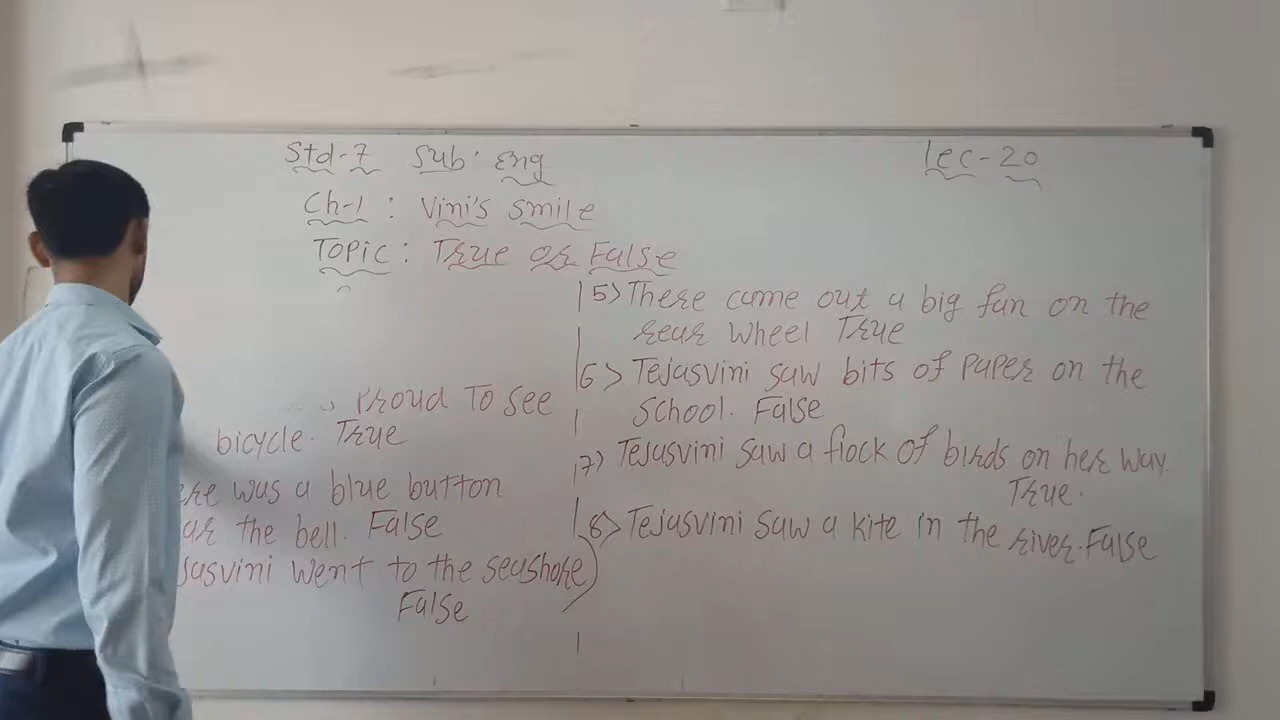 Std-7 Sub. Eng
Lec-20
Ch-1 : Vini's Smile
Topic : True or False
Proud To see
bicycle. True
was a blue button
the bell. False
went to the seashore
False
5) There came out a big fan on the
rear wheel True
6) Tejasvini saw bits of paper on the
school. False
7) Tejasvini saw a flock of birds on her way.
True.
8) Tejasvini saw a kite in the river. False